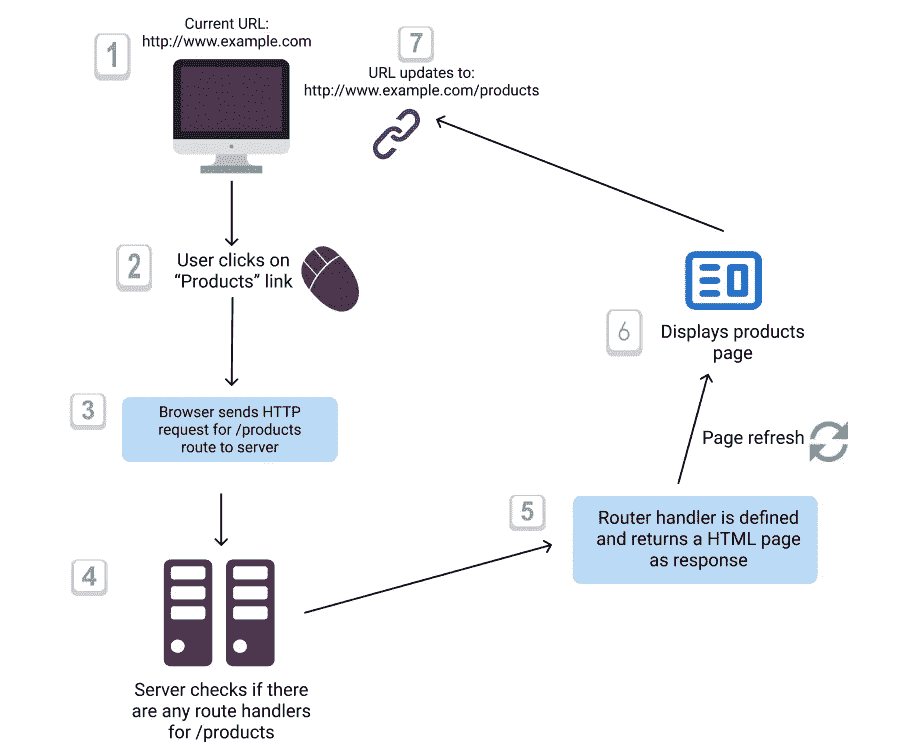 1
Current URL:
http://www.example.com
2
User clicks on
“Products” link
3
Browser sends HTTP
request for /products
route to server
4
Server checks if there
are any route handlers
for /products
5
Router handler is defined
and returns a HTML page
as response
Page refresh
6
Displays products
page
7
URL updates to:
http://www.example.com/products